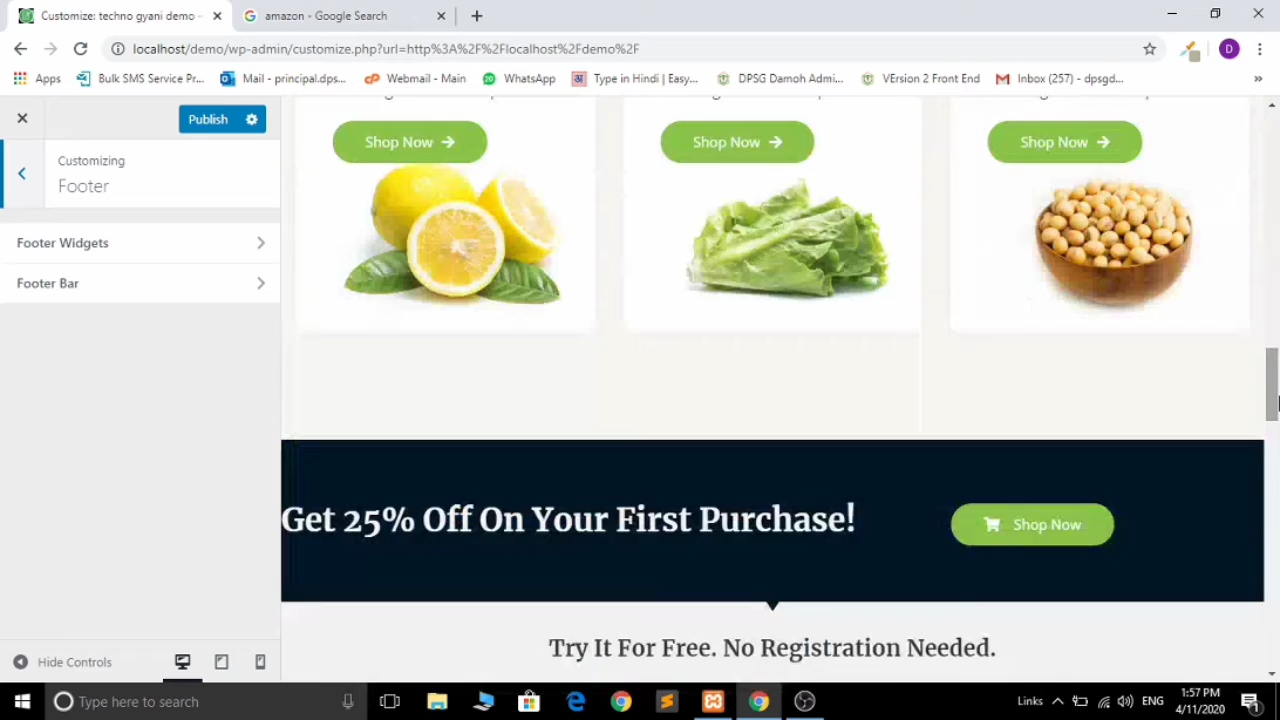 Customize: techno gyani demo -
amazon - Google Search
localhost/demo/wp-admin/customize.php?url=http%3A%2F%2Flocalhost%2Fdemo%2F
D
Apps
Bulk SMS Service Pr...
Mail - principal.dps...
Webmail - Main
WhatsApp
Type in Hindi | Easy...
DPSG Damoh Admi...
VErsion 2 Front End
Inbox (257) - dpsgd...
»
Publish
Customizing
Footer
Footer Widgets
Footer Bar
Shop Now
Shop Now
Shop Now
Get 25% Off On Your First Purchase!
Shop Now
Try It For Free. No Registration Needed.
Hide Controls
Type here to search
Links
ENG
1:57 PM
4/11/2020